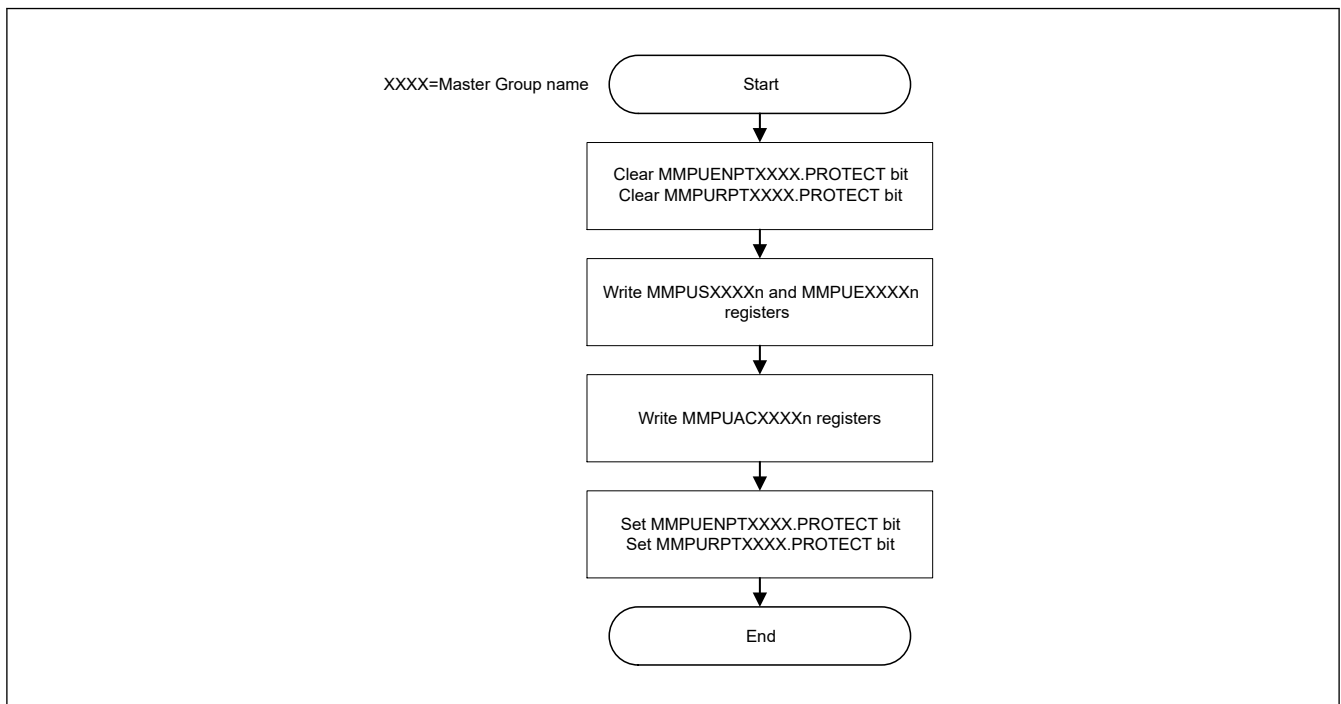 XXXX=Master Group name
Start
Clear MMPUENPTXXXX.PROTECT bit
Clear MMPURPTXXXX.PROTECT bit
Write MMPUSXXXXn and MMPUEXXXXn
registers
Write MMPUACXXXXn registers
Set MMPUENPTXXXX.PROTECT bit
Set MMPURPTXXXX.PROTECT bit
End